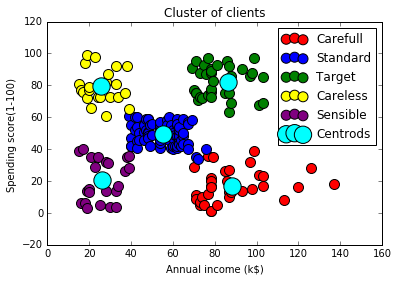 Cluster of clients
120
100
80
60
40
20
0
−20
Spending score(1-100)
Carefull
Standard
Target
Careless
Sensible
Centrods
0 20 40 60 80 100 120 140 160
Annual income (k$)